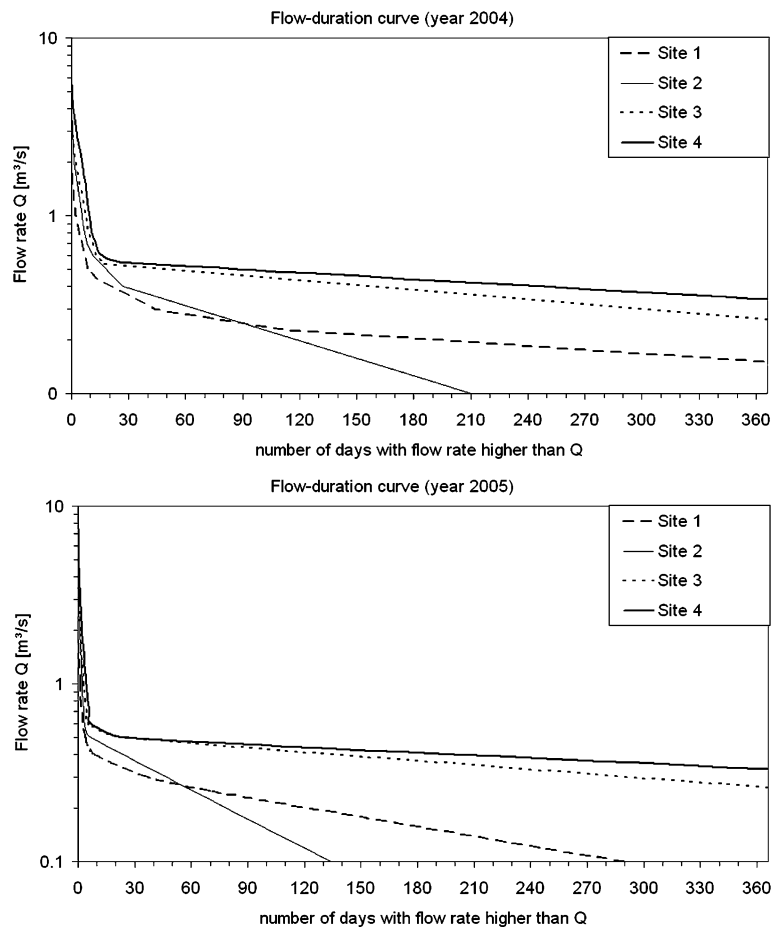 Flow-duration curve (year 2004)
10
1
0
Flow rate Q [m³/s]
Site 1
Site 2
Site 3
Site 4
0 30 60 90 120 150 180 210 240 270 300 330 360
number of days with flow rate higher than Q
Flow-duration curve (year 2005)
10
1
0.1
Flow rate Q [m³/s]
Site 1
Site 2
Site 3
Site 4
0 30 60 90 120 150 180 210 240 270 300 330 360
number of days with flow rate higher than Q